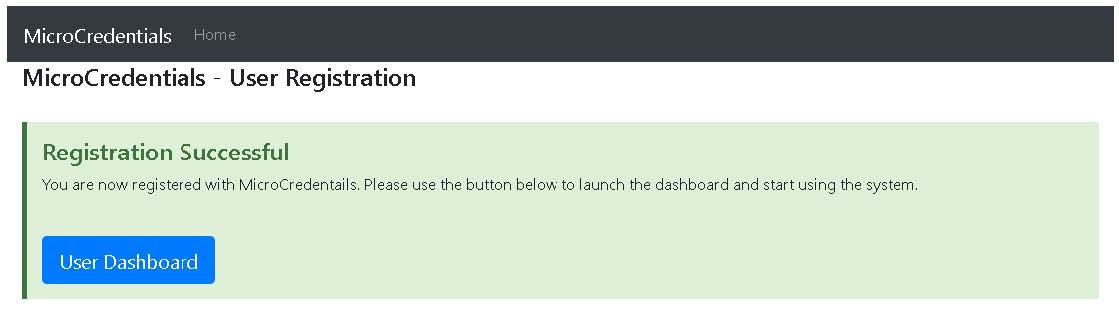 MicroCredentials Home
MicroCredentials - User Registration
Registration Successful
You are now registered with MicroCredentails. Please use the button below to launch the dashboard and start using the system.
User Dashboard